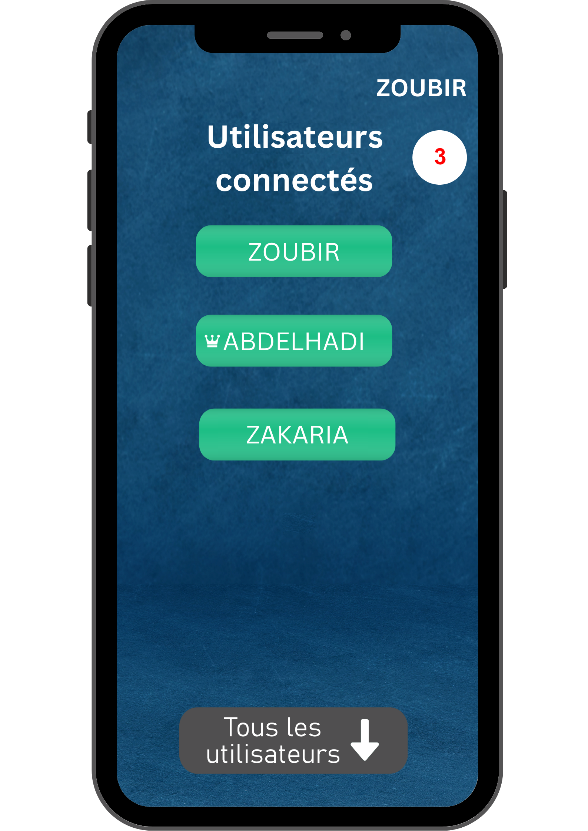 ZOUBIR
Utilisateurs
connectés
3
ZOUBIR
ABDELHADI
ZAKARIA
Tous les
utilisateurs